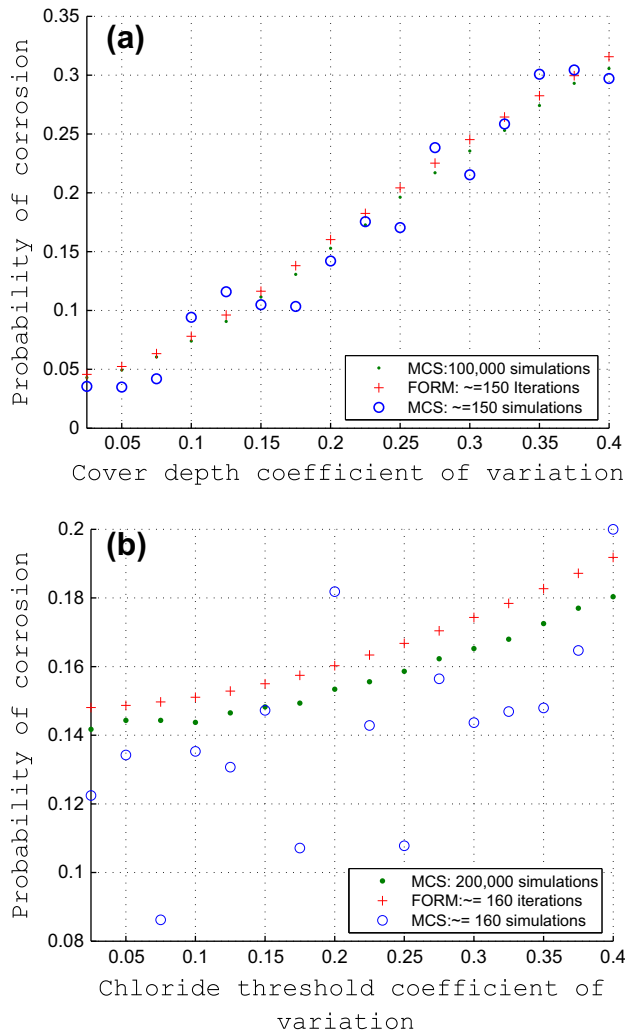 (a)
Probability of corrosion
0.35
0.3
0.25
0.2
0.15
0.1
0.05
0
MCS:100,000 simulations
FORM: ~=150 Iterations
MCS: ~=150 simulations
0.05 0.1 0.15 0.2 0.25 0.3 0.35 0.4
Cover depth coefficient of variation
(b)
Probability of corrosion
0.2
0.18
0.16
0.14
0.12
0.1
0.08
MCS: 200,000 simulations
FORM:~= 160 iterations
MCS:~= 160 simulations
0.05 0.1 0.15 0.2 0.25 0.3 0.35 0.4
Chloride threshold coefficient of
variation